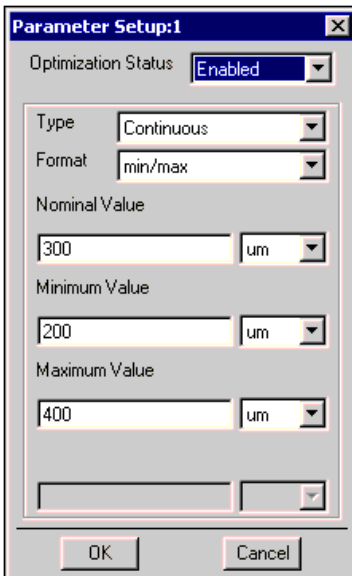 Parameter Setup:1
Optimization Status Enabled
Type Continuous
Format min/max
Nominal Value
300 um
Minimum Value
200 um
Maximum Value
400 um
OK Cancel